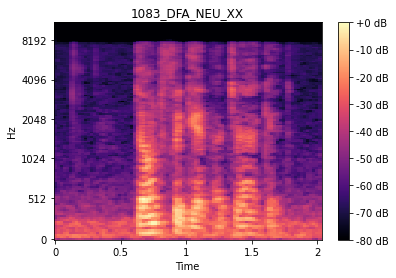 1083_DFA_NEU_XX
8192
4096
2048
1024
512
0
Hz
0
0.5
1
1.5
2
Time
+0 dB
-10 dB
-20 dB
-30 dB
-40 dB
-50 dB
-60 dB
-70 dB
-80 dB